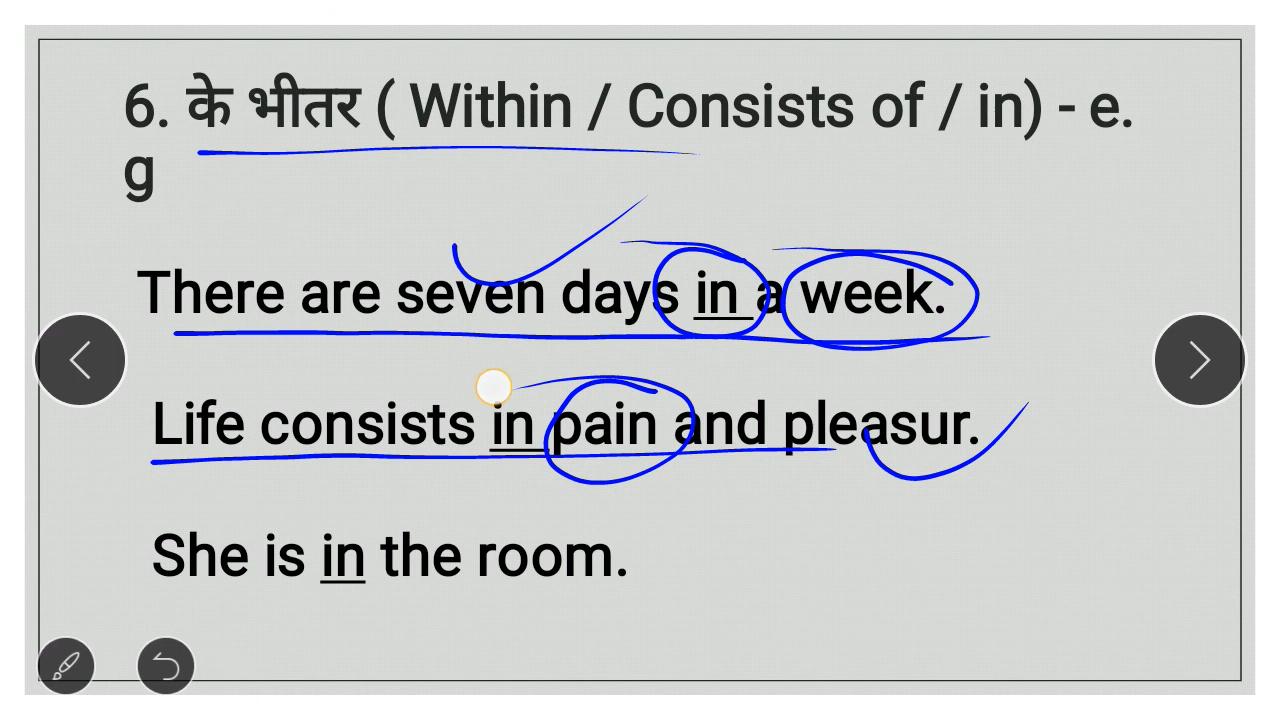 6. के भीतर ( Within / Consists of / in) - e.
g
There are seven days in a week.
Life consists in pain and pleasur.
She is in the room.